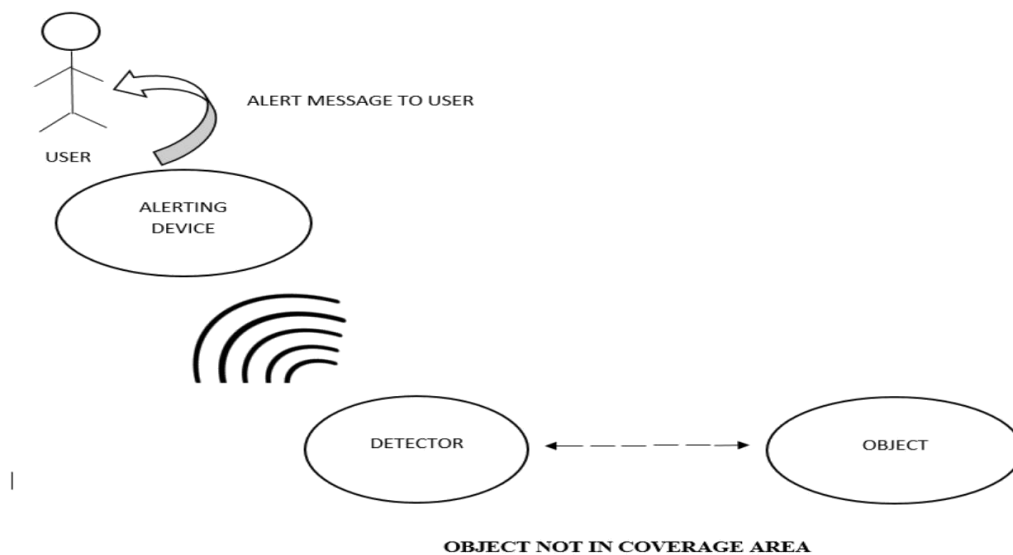 ALERT MESSAGE TO USER
USER
ALERTING
DEVICE
DETECTOR
OBJECT
OBJECT NOT IN COVERAGE AREA